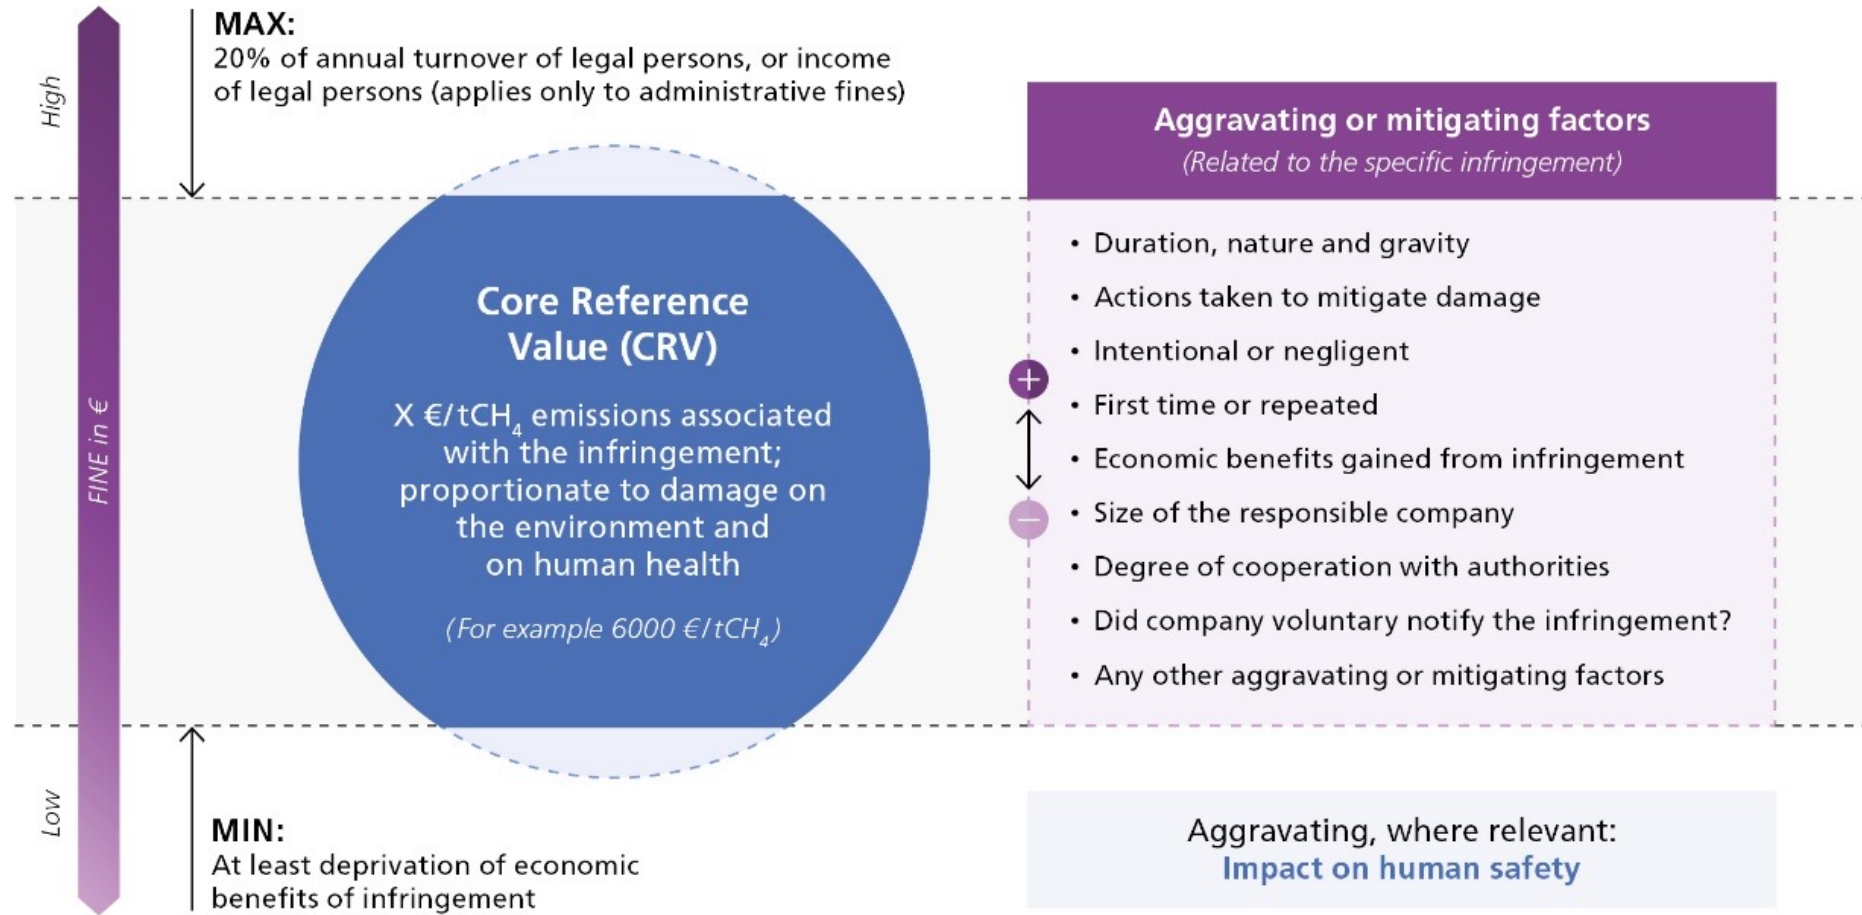 High
FINE in €
Low
MAX:
20% of annual turnover of legal persons, or income
of legal persons (applies only to administrative fines)
Core Reference
Value (CRV)
X €/tCH₄ emissions associated
with the infringement;
proportionate to damage on
the environment and
on human health
(For example 6000 €/tCH₄)
MIN:
At least deprivation of economic
benefits of infringement
Aggravating or mitigating factors
(Related to the specific infringement)
+
−
• Duration, nature and gravity
• Actions taken to mitigate damage
• Intentional or negligent
• First time or repeated
• Economic benefits gained from infringement
• Size of the responsible company
• Degree of cooperation with authorities
• Did company voluntary notify the infringement?
• Any other aggravating or mitigating factors
Aggravating, where relevant:
Impact on human safety